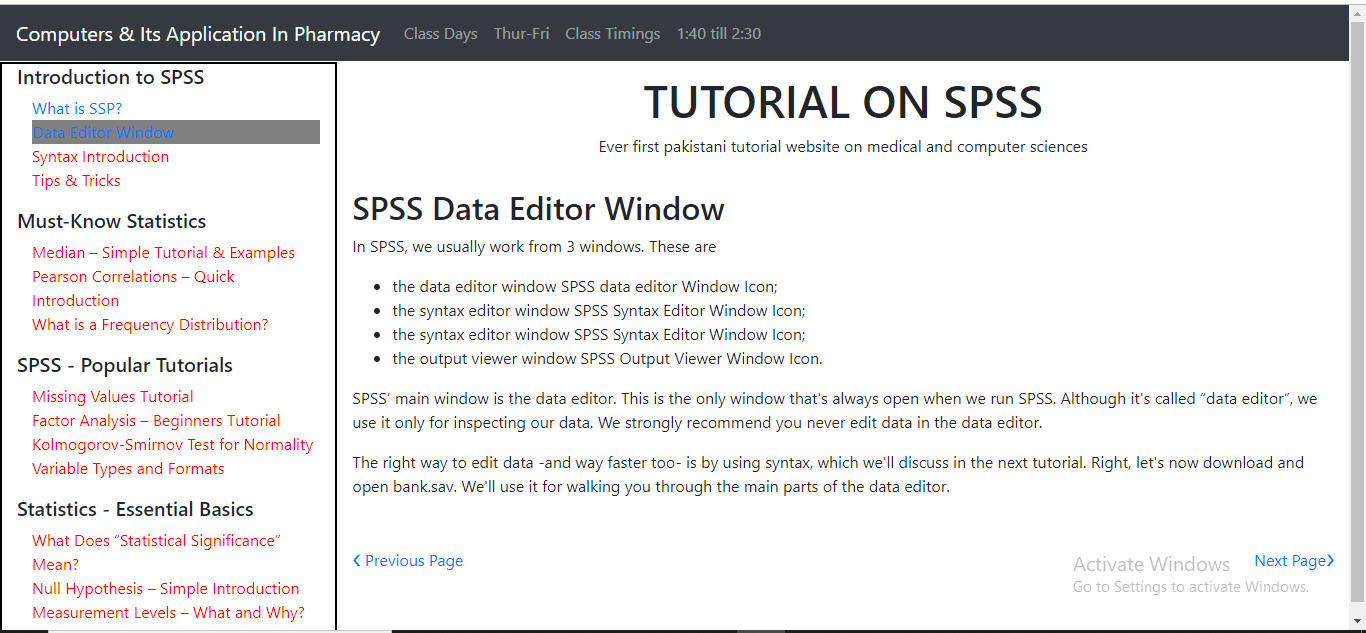 Computers & Its Application In Pharmacy Class Days Thur-Fri Class Timings 1:40 till 2:30
Introduction to SPSS
What is SSP?
Data Editor Window
Syntax Introduction
Tips & Tricks
Must-Know Statistics
Median – Simple Tutorial & Examples
Pearson Correlations – Quick
Introduction
What is a Frequency Distribution?
SPSS - Popular Tutorials
Missing Values Tutorial
Factor Analysis – Beginners Tutorial
Kolmogorov-Smirnov Test for Normality
Variable Types and Formats
Statistics - Essential Basics
What Does “Statistical Significance”
Mean?
Null Hypothesis – Simple Introduction
Measurement Levels – What and Why?
TUTORIAL ON SPSS
Ever first pakistani tutorial website on medical and computer sciences
SPSS Data Editor Window
In SPSS, we usually work from 3 windows. These are
• the data editor window SPSS data editor Window Icon;
• the syntax editor window SPSS Syntax Editor Window Icon;
• the syntax editor window SPSS Syntax Editor Window Icon;
• the output viewer window SPSS Output Viewer Window Icon.
SPSS’ main window is the data editor. This is the only window that's always open when we run SPSS. Although it's called “data editor”, we
use it only for inspecting our data. We strongly recommend you never edit data in the data editor.
The right way to edit data -and way faster too- is by using syntax, which we'll discuss in the next tutorial. Right, let's now download and
open bank.sav. We'll use it for walking you through the main parts of the data editor.
❮ Previous Page
Next Page❯
Activate Windows
Go to Settings to activate Windows.